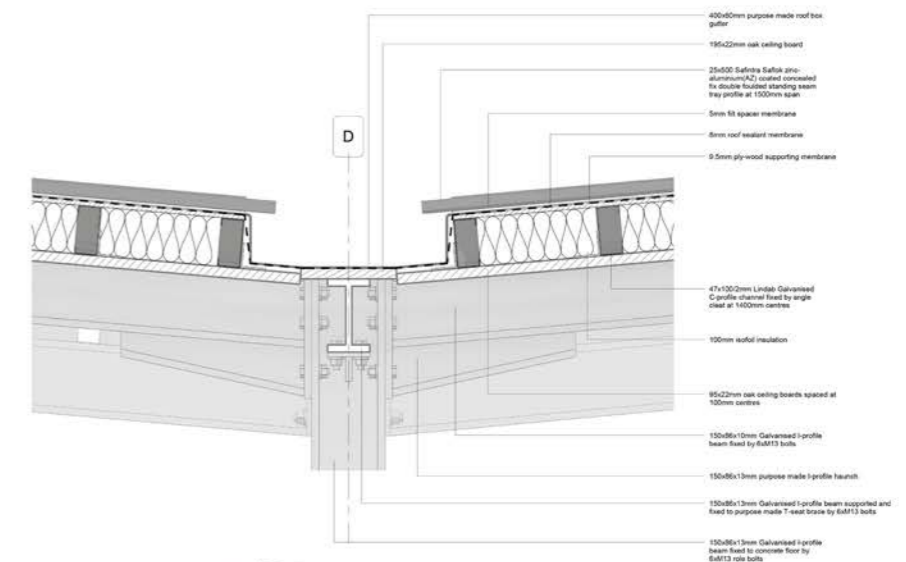 400x60mm purpose made roof box
gutter
195x22mm oak ceiling board
25x500 Safintra Saflok zinc-
aluminium(AZ) coated concealed
fix double foulded standing seam
tray profile at 1500mm span
5mm filt spacer membrane
8mm roof sealant membrane
9.5mm ply-wood supporting membrane
D
47x100/2mm Lindab Galvanised
C-profile channel fixed by angle
cleat at 1400mm centres
100mm isofoil insulation
95x22mm oak ceiling boards spaced at
100mm centres
150x86x10mm Galvanised I-profile
beam fixed by 6xM13 bolts
150x86x13mm purpose made I-profile haunch
150x86x13mm Galvanised I-profile beam supported and
fixed to purpose made T-seat brace by 6xM13 bolts
150x86x13mm Galvanised I-profile
beam fixed to concrete floor by
6xM13 role bolts